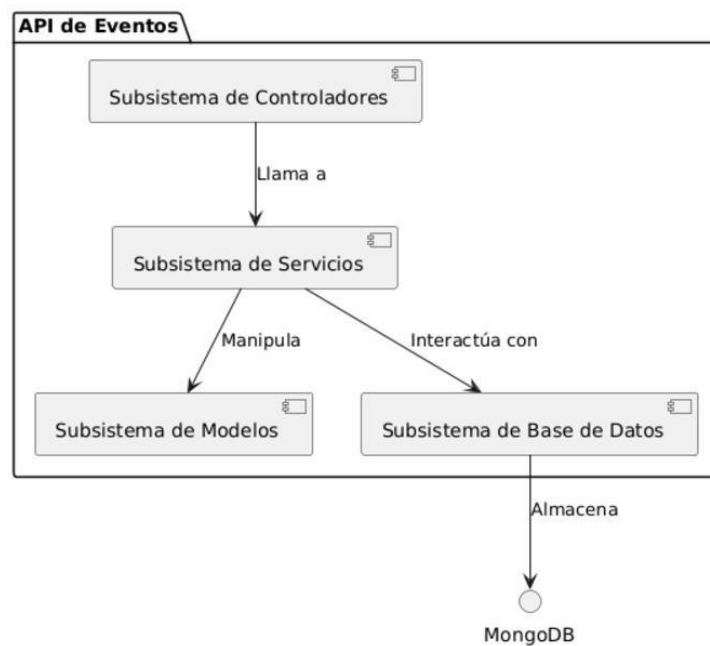 API de Eventos
Subsistema de Controladores
Llama a
Subsistema de Servicios
Manipula
Interactúa con
Subsistema de Modelos
Subsistema de Base de Datos
Almacena
MongoDB